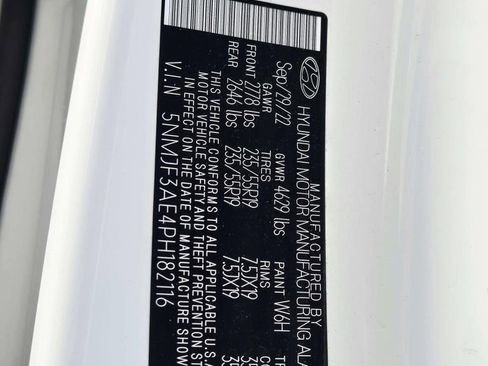 MANUFACTURED BY
HYUNDAI MOTOR MANUFACTURING ALA
Sep/29/22 GVWR 4629 lbs PAINT W6H
GAWR TIRES RIMS
FRONT 2778 lbs 235/55R19 7.5JX19
REAR 2646 lbs 235/55R19 7.5JX19
THIS VEHICLE CONFORMS TO ALL APPLICABLE U.S.A
MOTOR VEHICLE SAFETY AND THEFT PREVENTION
IN EFFECT ON THE DATE OF MANUFACTURE SHOW
V.I.N 5NMJF3AE4PH182116